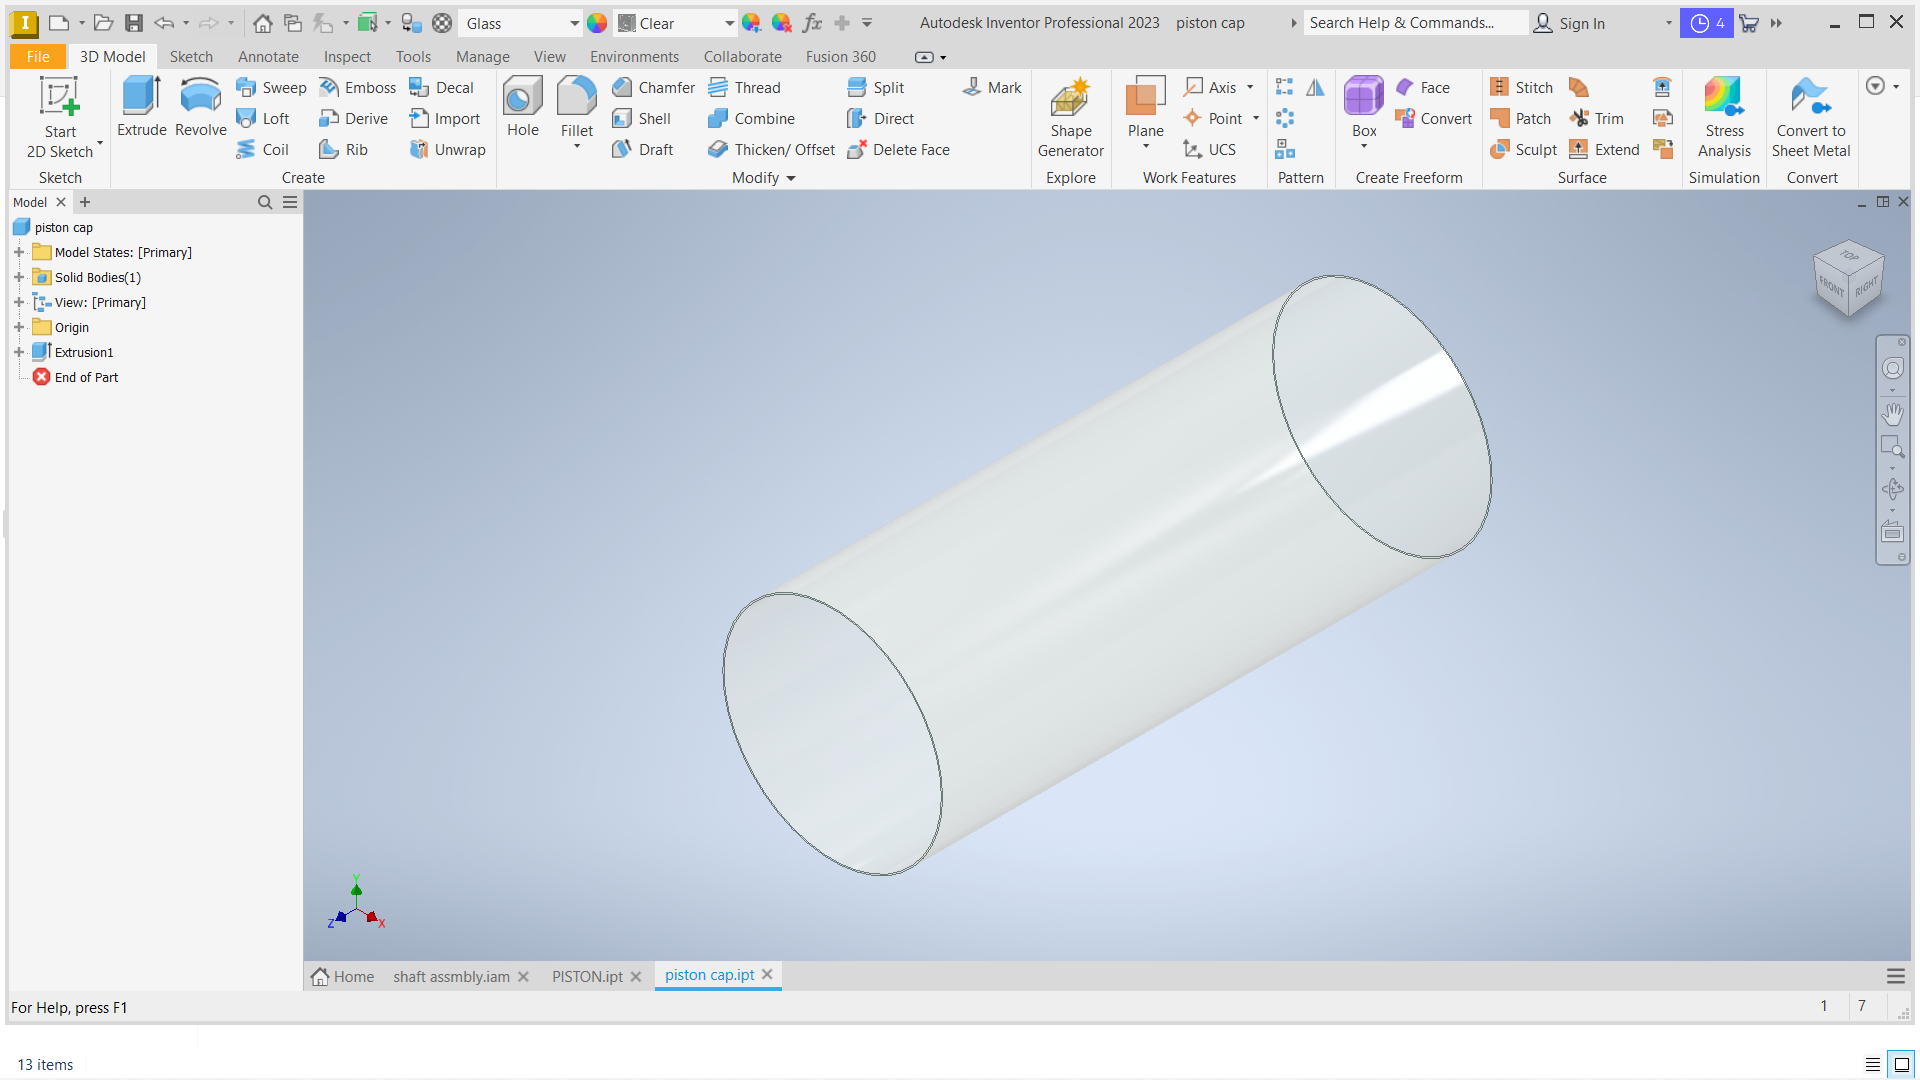 I Glass Clear fx Autodesk Inventor Professional 2023 piston cap Search Help & Commands... Sign In 4
File 3D Model Sketch Annotate Inspect Tools Manage View Environments Collaborate Fusion 360
Start
2D Sketch
Sketch
Extrude Revolve
Sweep Emboss Decal
Loft Derive Import
Coil Rib Unwrap
Create
Hole Fillet
Chamfer Thread Split Mark
Shell Combine Direct
Draft Thicken/ Offset Delete Face
Modify
Shape
Generator
Explore
Plane
Axis
Point
UCS
Work Features
Pattern
Box
Face
Convert
Create Freeform
Stitch
Patch Trim
Sculpt Extend
Surface
Stress
Analysis
Simulation
Convert to
Sheet Metal
Convert
Model
piston cap
Model States: [Primary]
Solid Bodies(1)
View: [Primary]
Origin
Extrusion1
End of Part
TOP
FRONT RIGHT
Y
Z X
Home shaft assmbly.iam PISTON.ipt piston cap.ipt
For Help, press F1 1 7
13 items